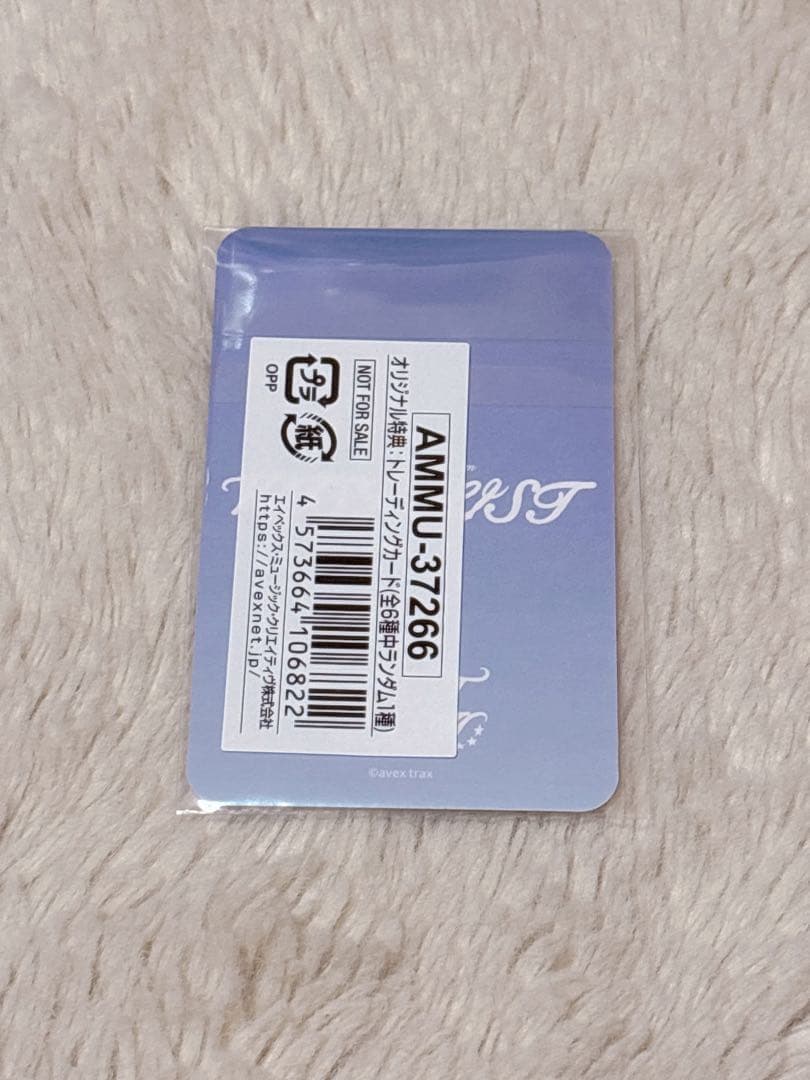 AMMU-37266
オリジナル特典:トレーディングカード(全6種中ランダム1種)
NOT FOR SALE
プラ
紙
OPP
4 573664 106822
エイベックス・ミュージック・クリエイティヴ株式会社
https://avexnet.jp/
©avex trax